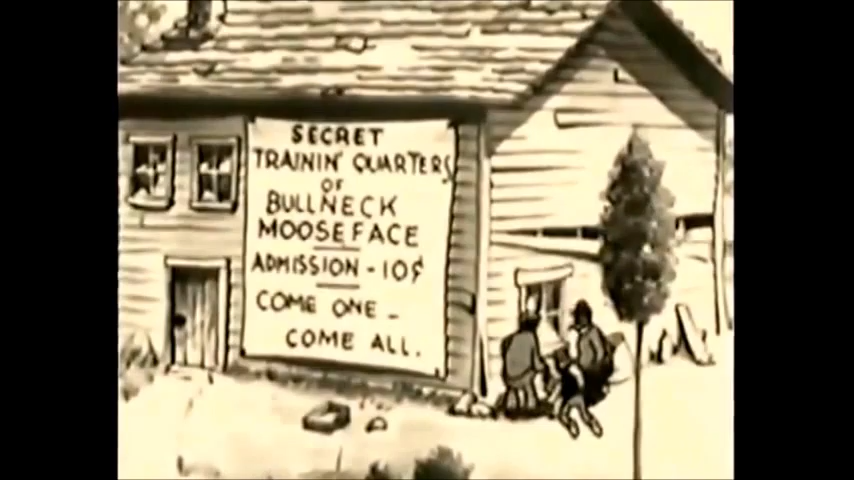 SECRET
TRAININ' QUARTERS
OF
BULLNECK
MOOSEFACE
ADMISSION - 10¢
COME ONE -
COME ALL.